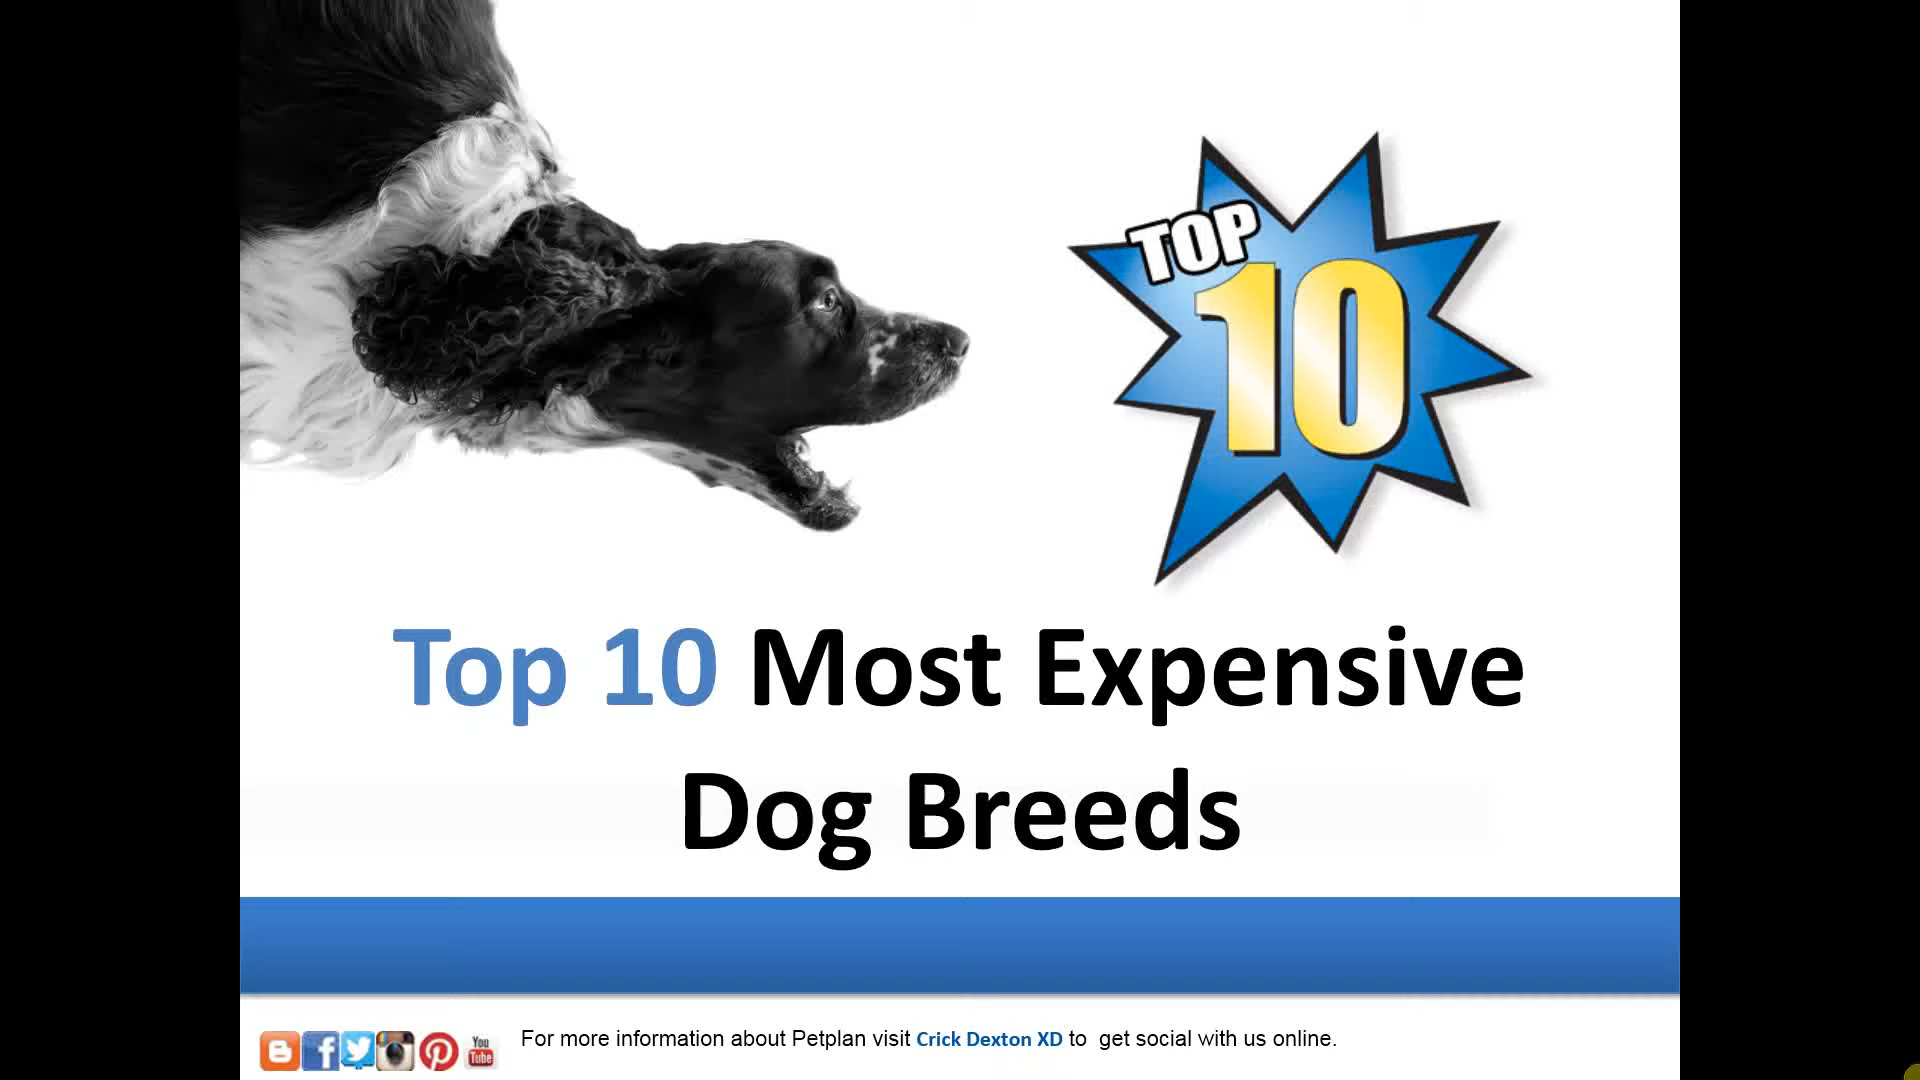 TOP
10
Top 10 Most Expensive
Dog Breeds
You
Tube
For more information about Petplan visit Crick Dexton XD to  get social with us online.